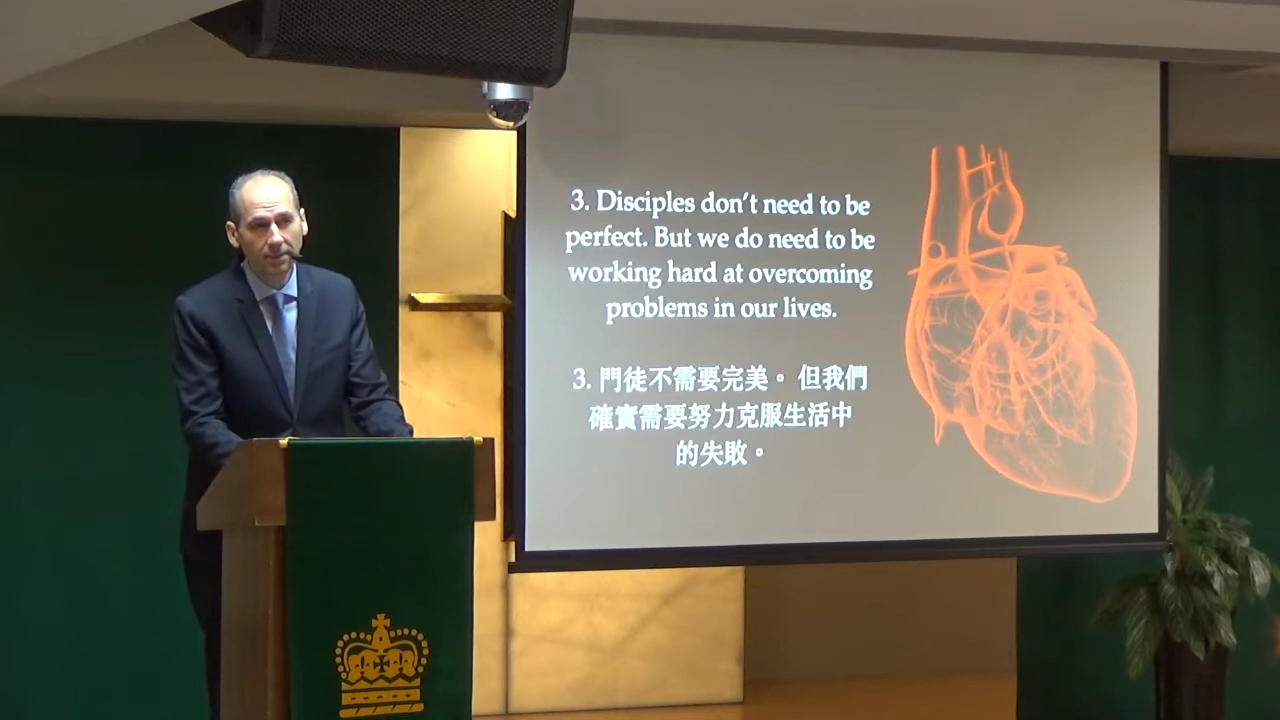 3. Disciples don't need to be
perfect. But we do need to be
working hard at overcoming
problems in our lives.
3. 門徒不需要完美。 但我們
確實需要努力克服生活中
的失敗。